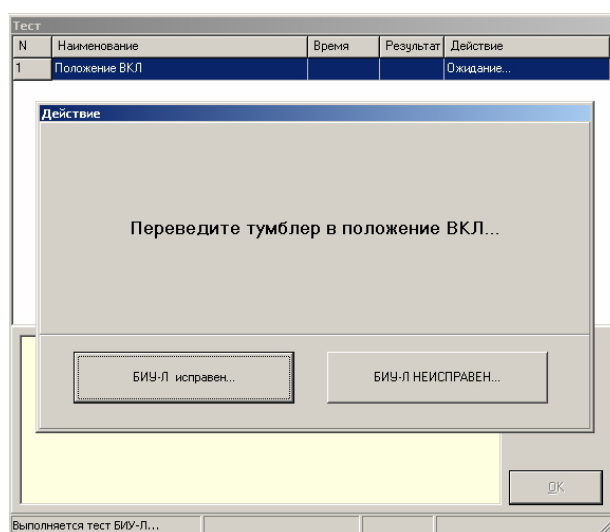 Тест
N Наименование Время Результат Действие
1 Положение ВКЛ Ожидание...
Действие
Переведите тумблер в положение ВКЛ...
БИУ-Л исправен... БИУ-Л НЕИСПРАВЕН...
OK
Выполняется тест БИУ-Л...